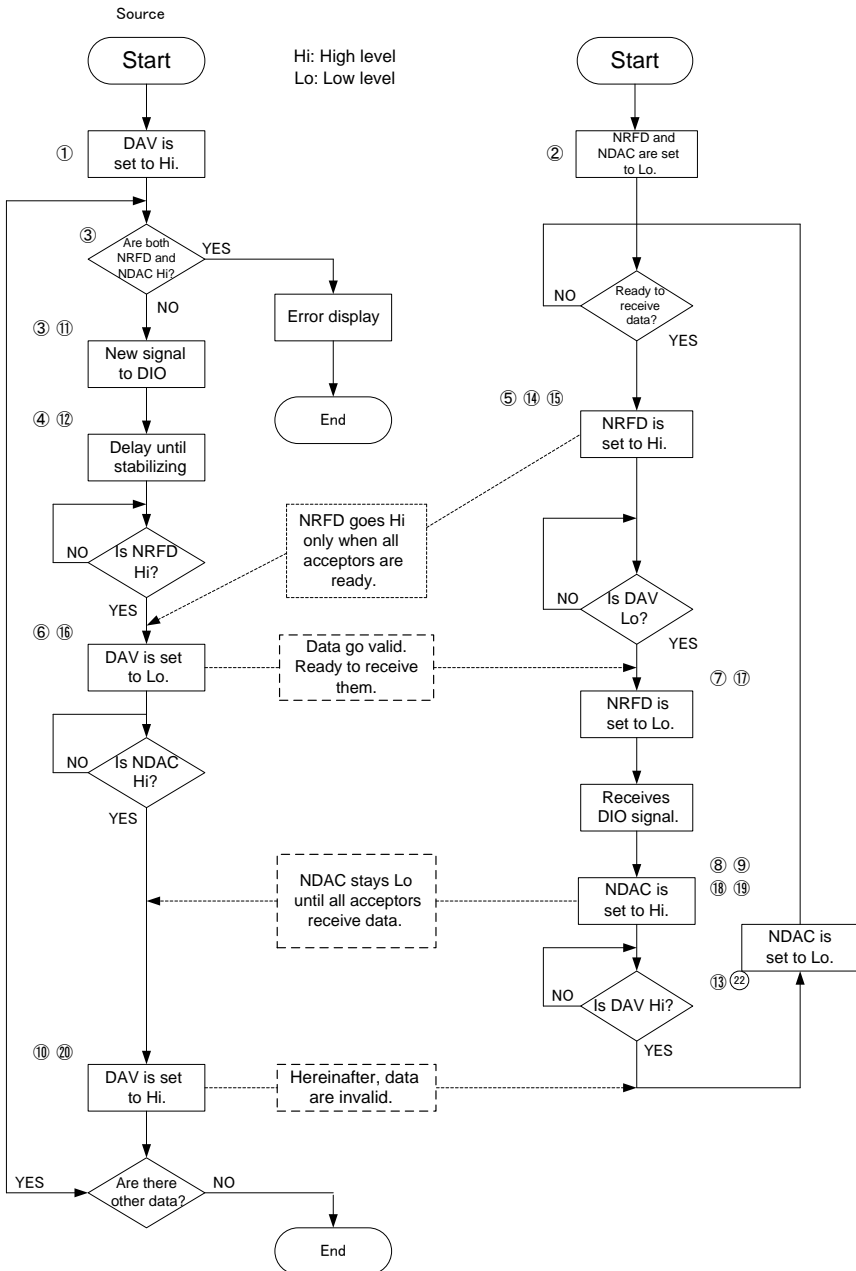 Source
Start
Hi: High level
Lo: Low level
Start
①
DAV is
set to Hi.
②
NRFD and
NDAC are set
to Lo.
③
Are both
NRFD and
NDAC Hi?
YES
NO
Error display
End
③ ⑪
New signal
to DIO
④ ⑫
Delay until
stabilizing
NO
Is NRFD
Hi?
YES
NO
Ready to
receive
data?
YES
⑤ ⑭ ⑮
NRFD is
set to Hi.
NRFD goes Hi
only when all
acceptors are
ready.
NO
Is DAV
Lo?
YES
⑥ ⑯
DAV is set
to Lo.
Data go valid.
Ready to receive
them.
⑦ ⑰
NRFD is
set to Lo.
NO
Is NDAC
Hi?
YES
Receives
DIO signal.
NDAC stays Lo
until all acceptors
receive data.
⑧ ⑨
⑱ ⑲
NDAC is
set to Hi.
NDAC is
set to Lo.
⑬ ㉒
NO
Is DAV Hi?
YES
⑩ ⑳
DAV is set
to Hi.
Hereinafter, data
are invalid.
YES
Are there
other data?
NO
End